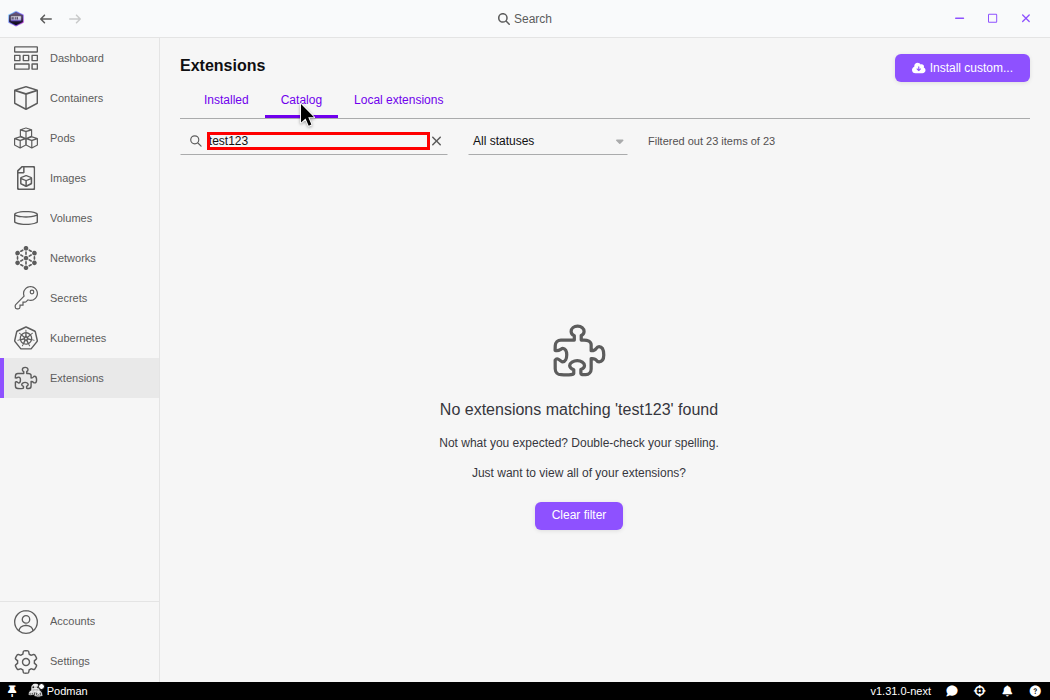 Search
Dashboard
Containers
Pods
Images
Volumes
Networks
Secrets
Kubernetes
Extensions
Accounts
Settings
Extensions
Install custom...
Installed
Catalog
Local extensions
test123
All statuses
Filtered out 23 items of 23
No extensions matching 'test123' found
Not what you expected? Double-check your spelling.
Just want to view all of your extensions?
Clear filter
Podman
v1.31.0-next